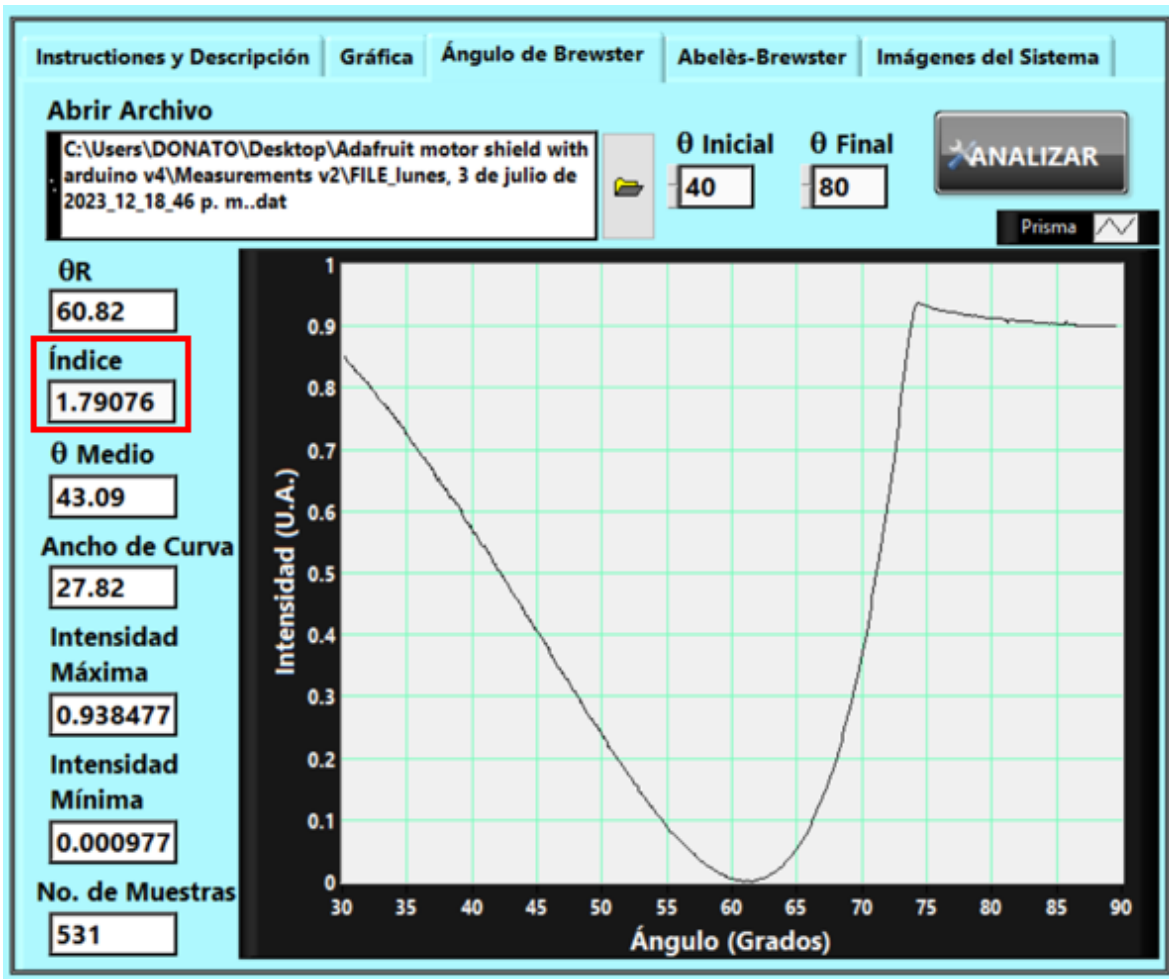 Instructiones y Descripción
Gráfica
Ángulo de Brewster
Abelès-Brewster
Imágenes del Sistema
Abrir Archivo
C:\Users\DONATO\Desktop\Adafruit motor shield with
arduino v4\Measurements v2\FILE_lunes, 3 de julio de
2023_12_18_46 p. m..dat
θ Inicial
40
θ Final
80
ANALIZAR
Prisma
θR
60.82
Índice
1.79076
θ Medio
43.09
Ancho de Curva
27.82
Intensidad
Máxima
0.938477
Intensidad
Mínima
0.000977
No. de Muestras
531
Intensidad (U.A.)
1
0.9
0.8
0.7
0.6
0.5
0.4
0.3
0.2
0.1
0
30 35 40 45 50 55 60 65 70 75 80 85 90
Ángulo (Grados)